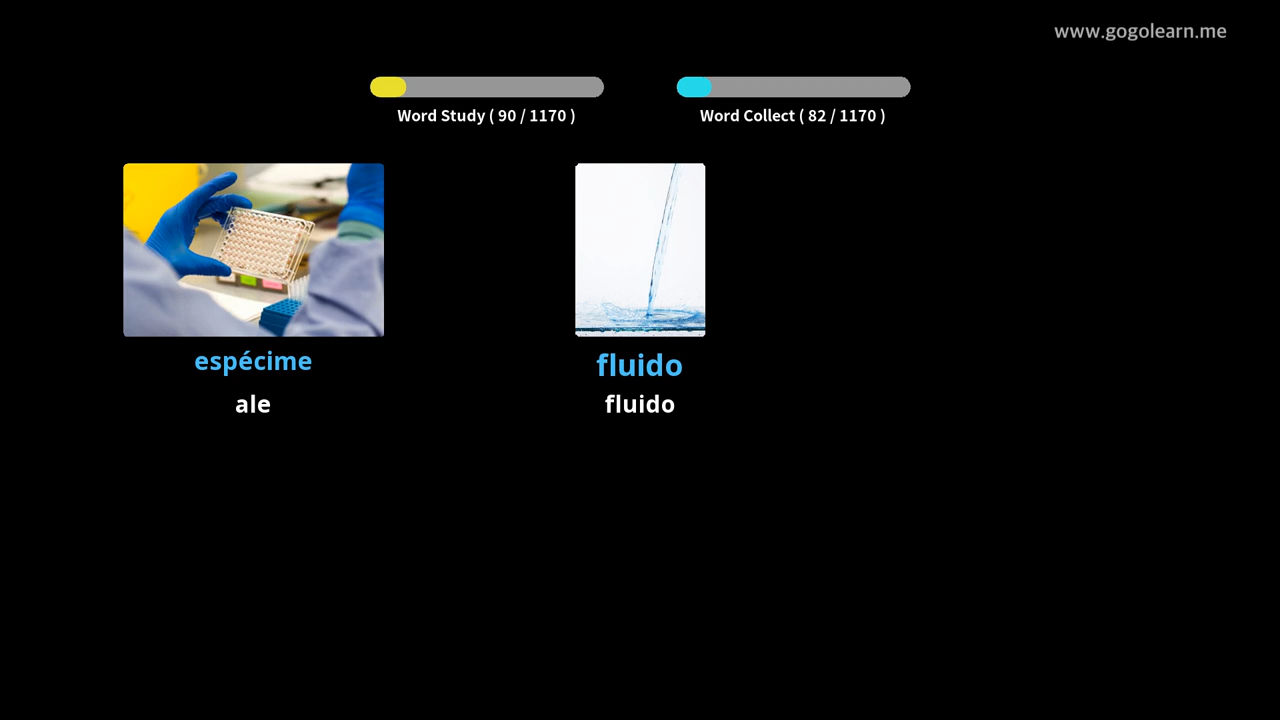 www.gogolearn.me
Word Study ( 90 / 1170 )
Word Collect ( 82 / 1170 )
espécime
ale
fluido
fluido